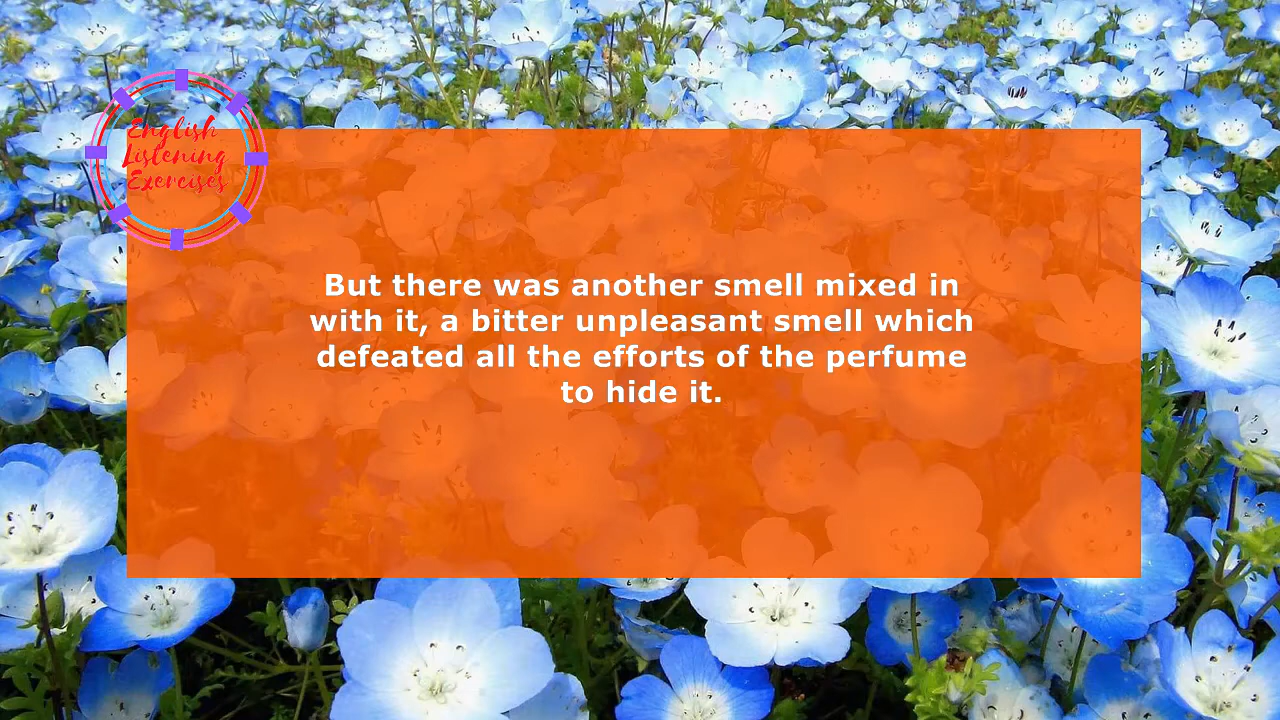 English
Listening
Exercises
But there was another smell mixed in
with it, a bitter unpleasant smell which
defeated all the efforts of the perfume
to hide it.